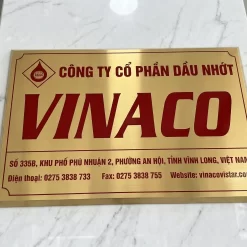 CÔNG TY CỔ PHẦN DẦU NHỚT
VINACO
SỐ 335B, KHU PHỐ PHÚ NHUẬN 2, PHƯỜNG AN HỘI, TỈNH VĨNH LONG, VIỆT NAM
Điện thoại: 0275 3838 733 Fax: 0275 3838 755 Website: vinacovistar.com